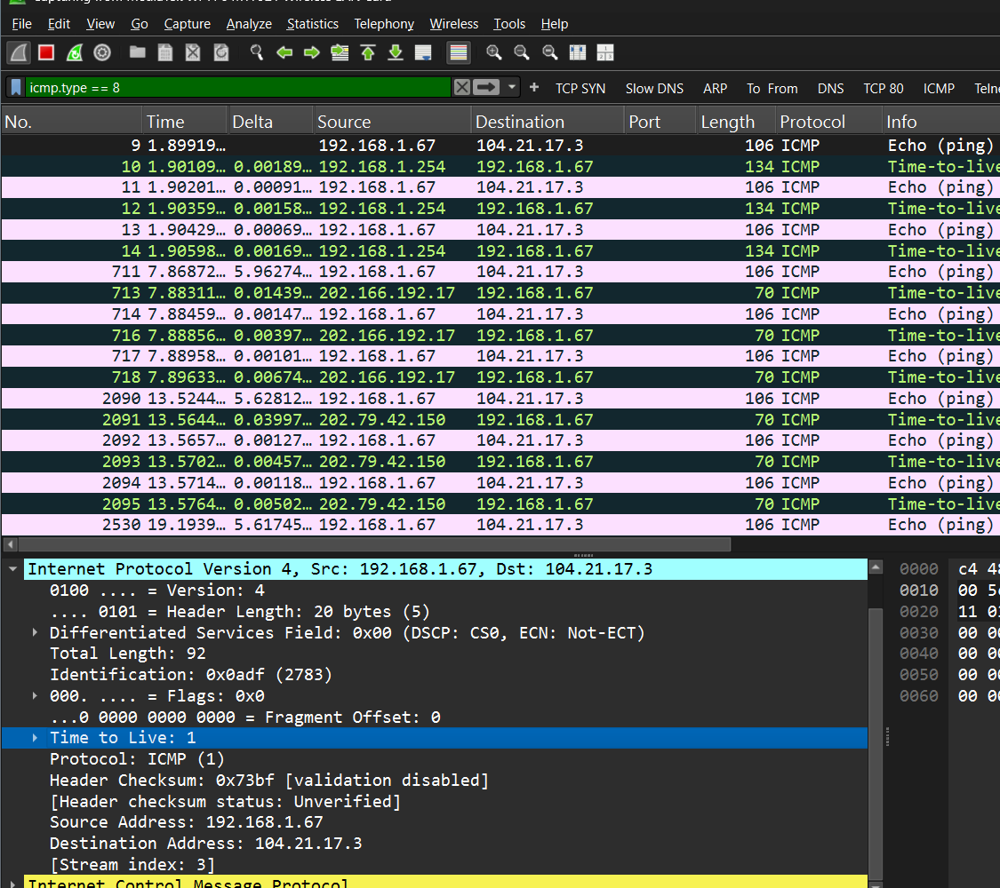 File Edit View Go Capture Analyze Statistics Telephony Wireless Tools Help
icmp.type == 8 + TCP SYN Slow DNS ARP To From DNS TCP 80 ICMP
No. Time Delta Source Destination Port Length Protocol Info
9 1.89919… 192.168.1.67 104.21.17.3 106 ICMP Echo (ping)
10 1.90109… 0.00189… 192.168.1.254 192.168.1.67 134 ICMP Time-to-live
11 1.90201… 0.00091… 192.168.1.67 104.21.17.3 106 ICMP Echo (ping)
12 1.90359… 0.00158… 192.168.1.254 192.168.1.67 134 ICMP Time-to-live
13 1.90429… 0.00069… 192.168.1.67 104.21.17.3 106 ICMP Echo (ping)
14 1.90598… 0.00169… 192.168.1.254 192.168.1.67 134 ICMP Time-to-live
711 7.86872… 5.96274… 192.168.1.67 104.21.17.3 106 ICMP Echo (ping)
713 7.88311… 0.01439… 202.166.192.17 192.168.1.67 70 ICMP Time-to-live
714 7.88459… 0.00147… 192.168.1.67 104.21.17.3 106 ICMP Echo (ping)
716 7.88856… 0.00397… 202.166.192.17 192.168.1.67 70 ICMP Time-to-live
717 7.88958… 0.00101… 192.168.1.67 104.21.17.3 106 ICMP Echo (ping)
718 7.89633… 0.00674… 202.166.192.17 192.168.1.67 70 ICMP Time-to-live
2090 13.5244… 5.62812… 192.168.1.67 104.21.17.3 106 ICMP Echo (ping)
2091 13.5644… 0.03997… 202.79.42.150 192.168.1.67 70 ICMP Time-to-live
2092 13.5657… 0.00127… 192.168.1.67 104.21.17.3 106 ICMP Echo (ping)
2093 13.5702… 0.00457… 202.79.42.150 192.168.1.67 70 ICMP Time-to-live
2094 13.5714… 0.00118… 192.168.1.67 104.21.17.3 106 ICMP Echo (ping)
2095 13.5764… 0.00502… 202.79.42.150 192.168.1.67 70 ICMP Time-to-live
2530 19.1939… 5.61745… 192.168.1.67 104.21.17.3 106 ICMP Echo (ping)
Internet Protocol Version 4, Src: 192.168.1.67, Dst: 104.21.17.3 0000 c4
0100 .... = Version: 4 0010 00
.... 0101 = Header Length: 20 bytes (5) 0020 11
Differentiated Services Field: 0x00 (DSCP: CS0, ECN: Not-ECT) 0030 00
Total Length: 92 0040 00
Identification: 0x0adf (2783) 0050 00
000. .... = Flags: 0x0 0060 00
...0 0000 0000 0000 = Fragment Offset: 0
Time to Live: 1
Protocol: ICMP (1)
Header Checksum: 0x73bf [validation disabled]
[Header checksum status: Unverified]
Source Address: 192.168.1.67
Destination Address: 104.21.17.3
[Stream index: 3]
Internet Control Message Protocol